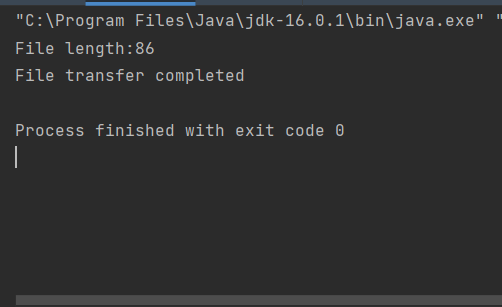 "C:\Program Files\Java\jdk-16.0.1\bin\java.exe" "
File length:86
File transfer completed
Process finished with exit code 0